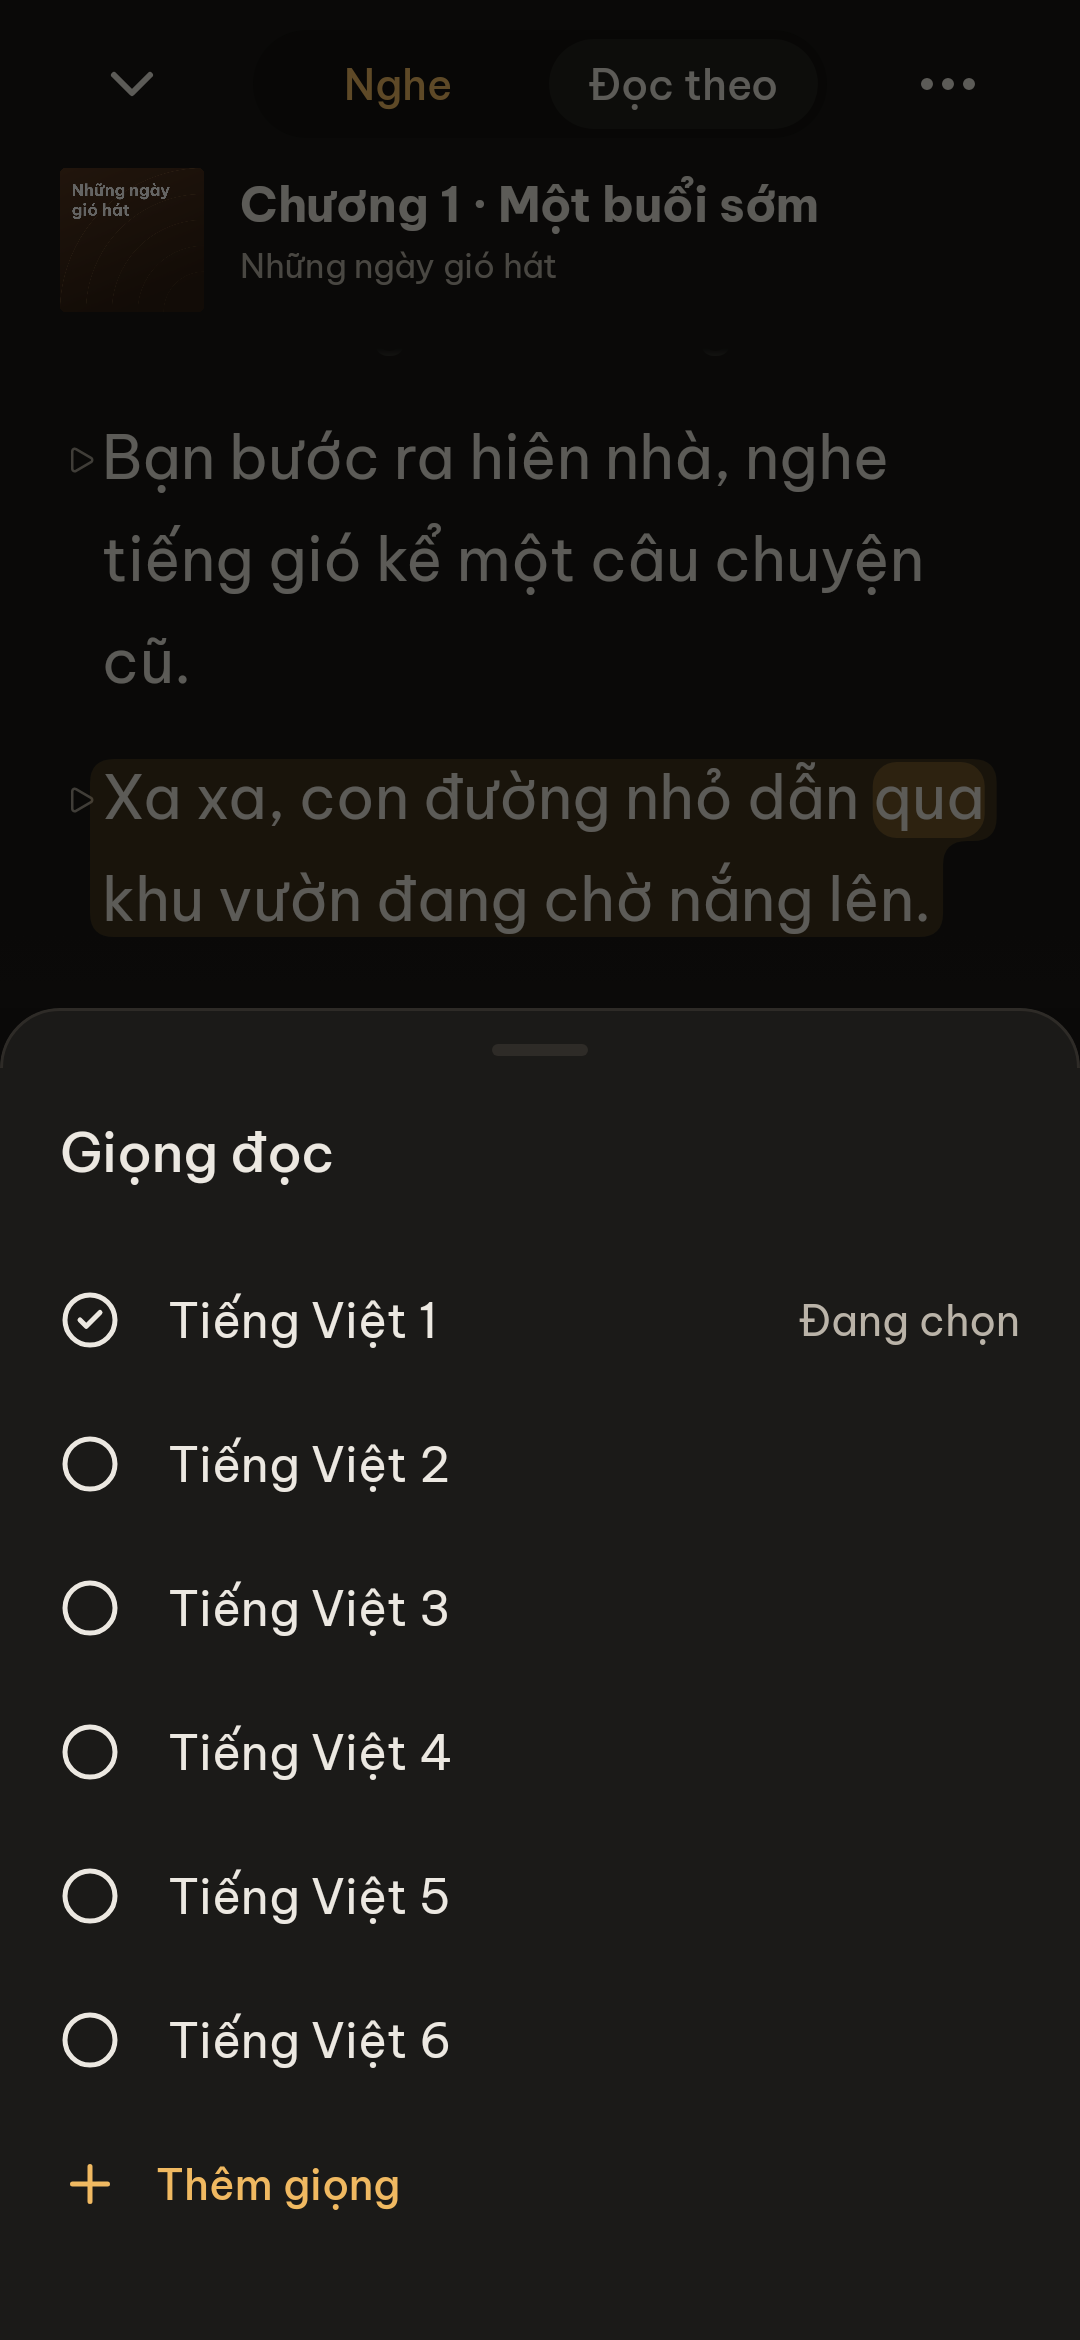 Nghe
Đọc theo
Những ngày
gió hát
Chương 1 · Một buổi sớm
Những ngày gió hát
Bạn bước ra hiên nhà, nghe
tiếng gió kể một câu chuyện
cũ.
Xa xa, con đường nhỏ dẫn qua
khu vườn đang chờ nắng lên.
Giọng đọc
Tiếng Việt 1
Đang chọn
Tiếng Việt 2
Tiếng Việt 3
Tiếng Việt 4
Tiếng Việt 5
Tiếng Việt 6
Thêm giọng